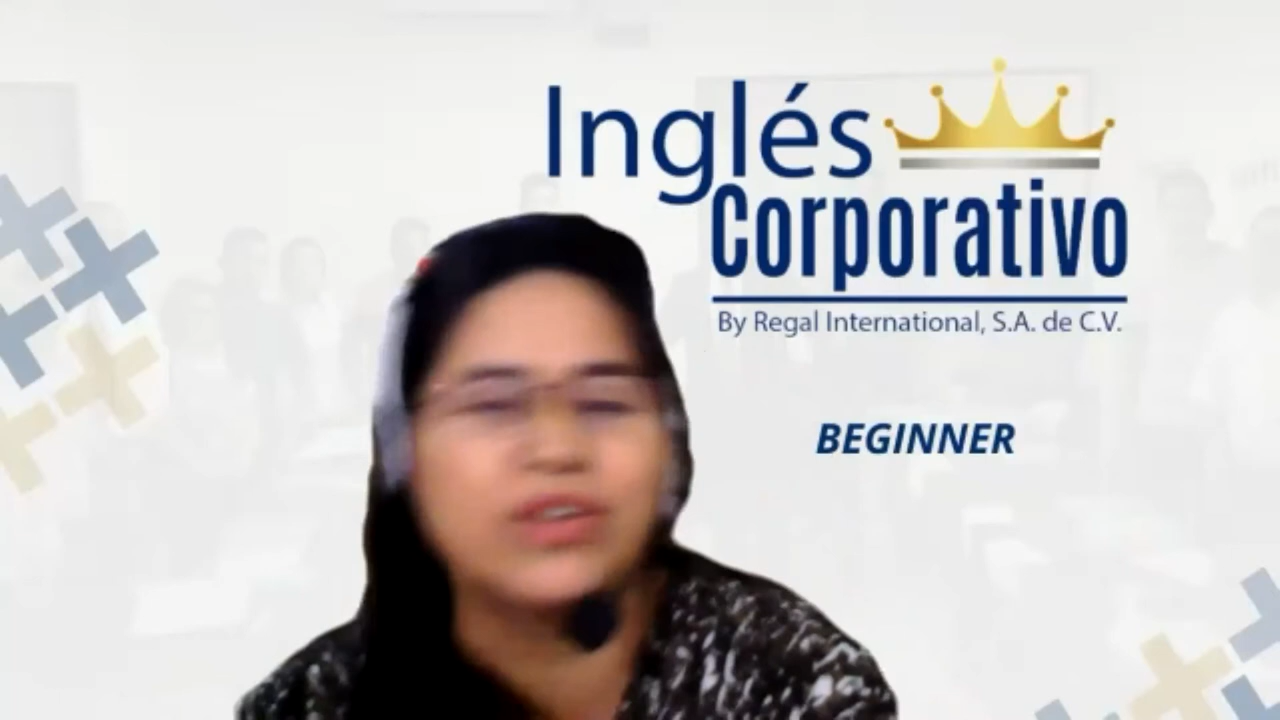 Inglés
Corporativo
By Regal International, S.A. de C.V.
BEGINNER